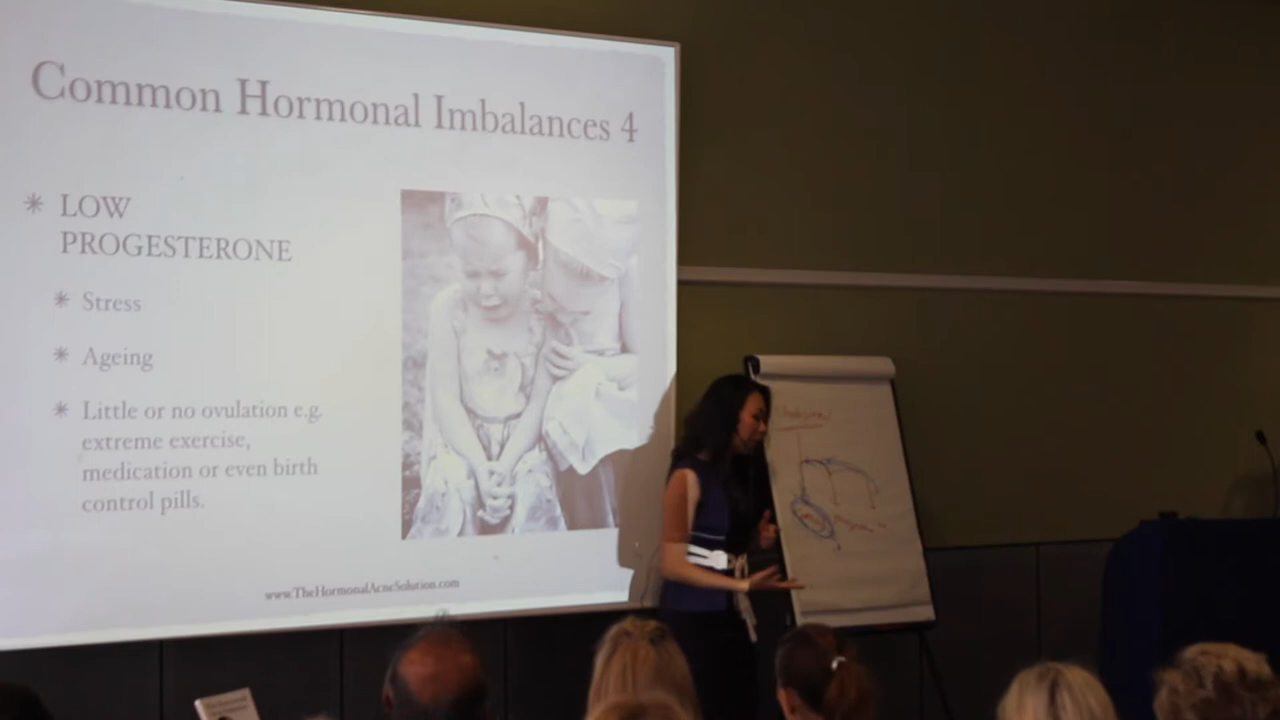 Common Hormonal Imbalances 4
* LOW
PROGESTERONE
* Stress
* Ageing
* Little or no ovulation e.g.
extreme exercise,
medication or even birth
control pills.
www.TheHormonalAcneSolution.com